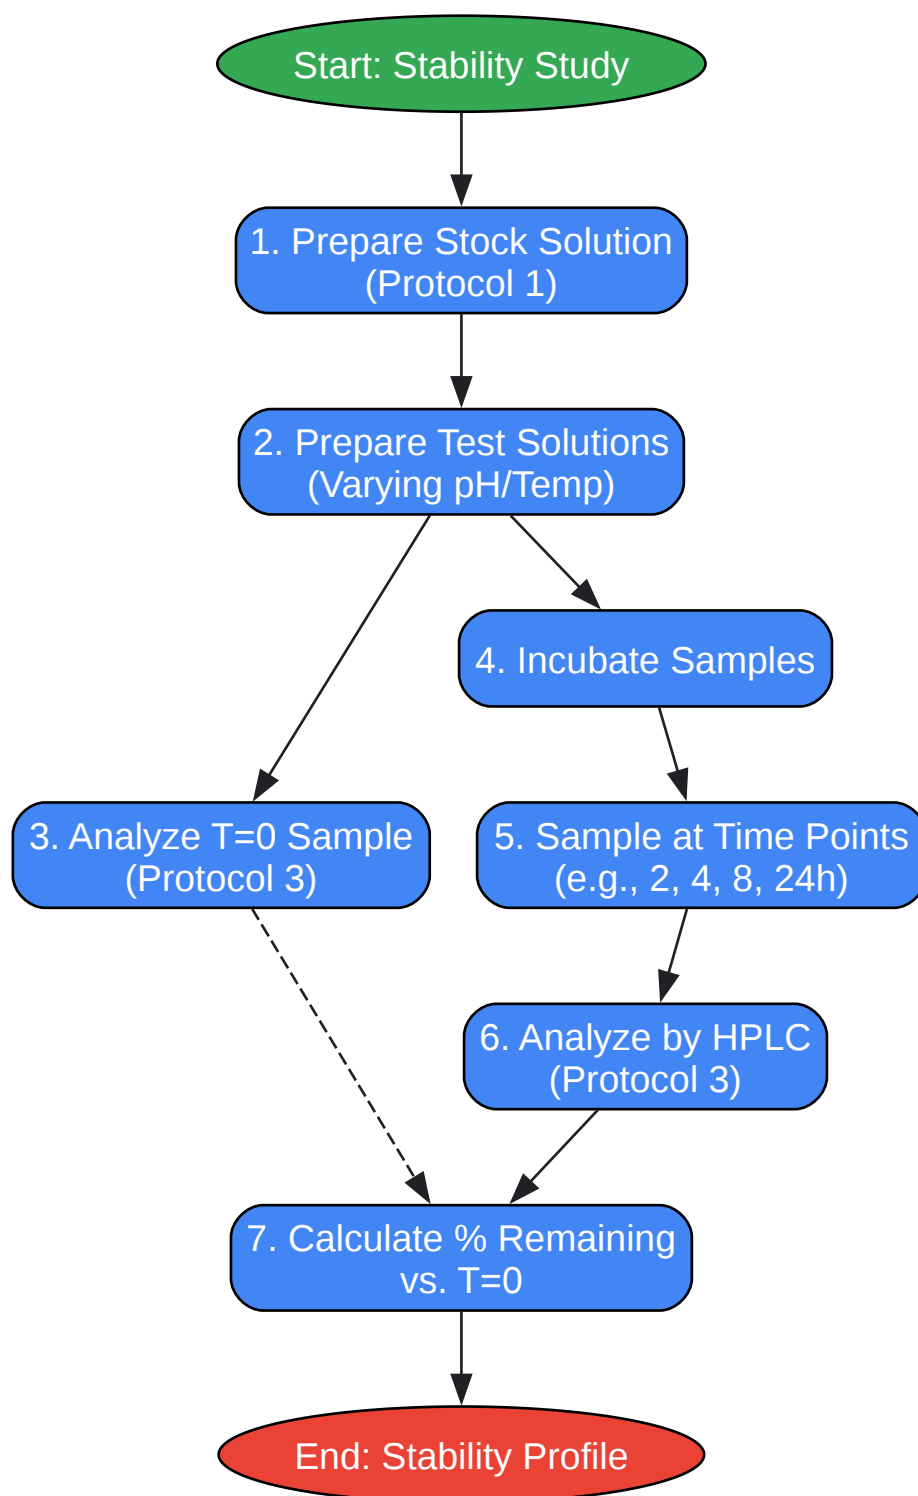 Start: Stability Study
1. Prepare Stock Solution
(Protocol 1)
2. Prepare Test Solutions
(Varying pH/Temp)
4. Incubate Samples
3. Analyze T=0 Sample
(Protocol 3)
5. Sample at Time Points
(e.g., 2, 4, 8, 24h)
6. Analyze by HPLC
(Protocol 3)
7. Calculate % Remaining
vs. T=0
End: Stability Profile